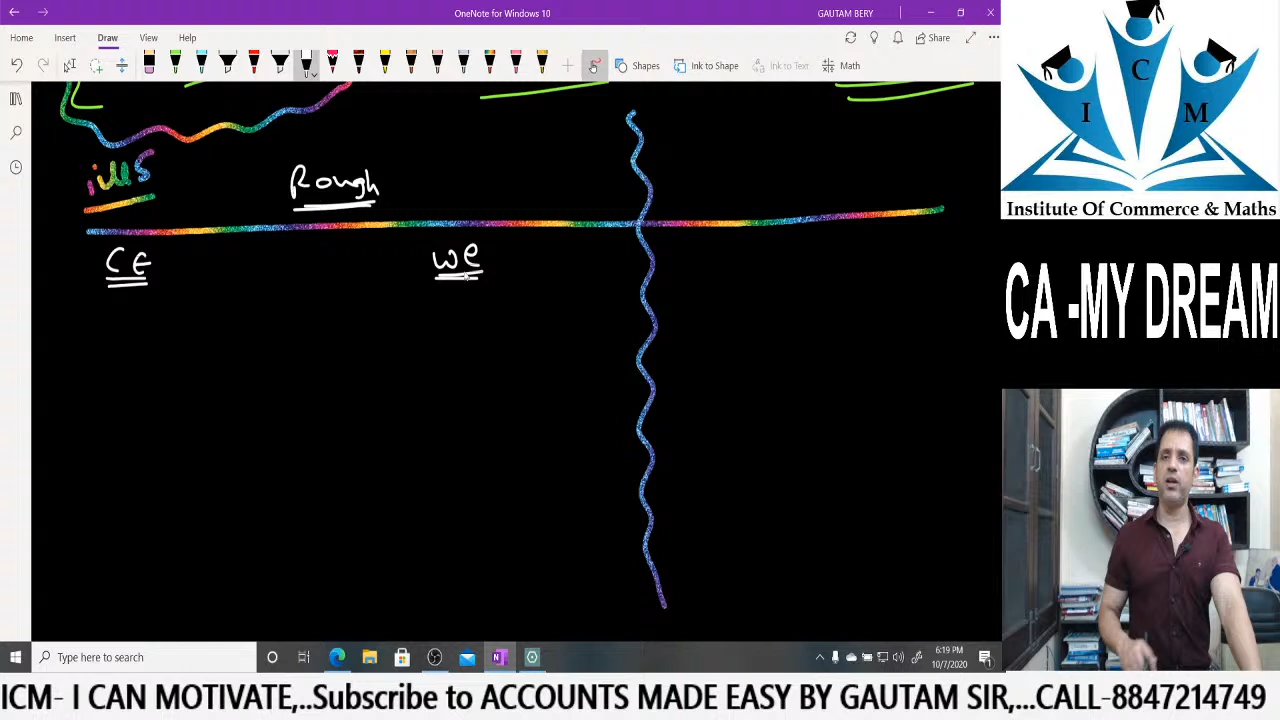 OneNote for Windows 10
GAUTAM BERY
Home Insert Draw View Help
Share
Shapes Ink to Shape Ink to Text Math
ills
Rough
CE
we
I C M
Institute Of Commerce & Maths
CA -MY DREAM
Type here to search
6:19 PM
10/7/2020
ICM- I CAN MOTIVATE,..Subscribe to ACCOUNTS MADE EASY BY GAUTAM SIR,...CALL-8847214749